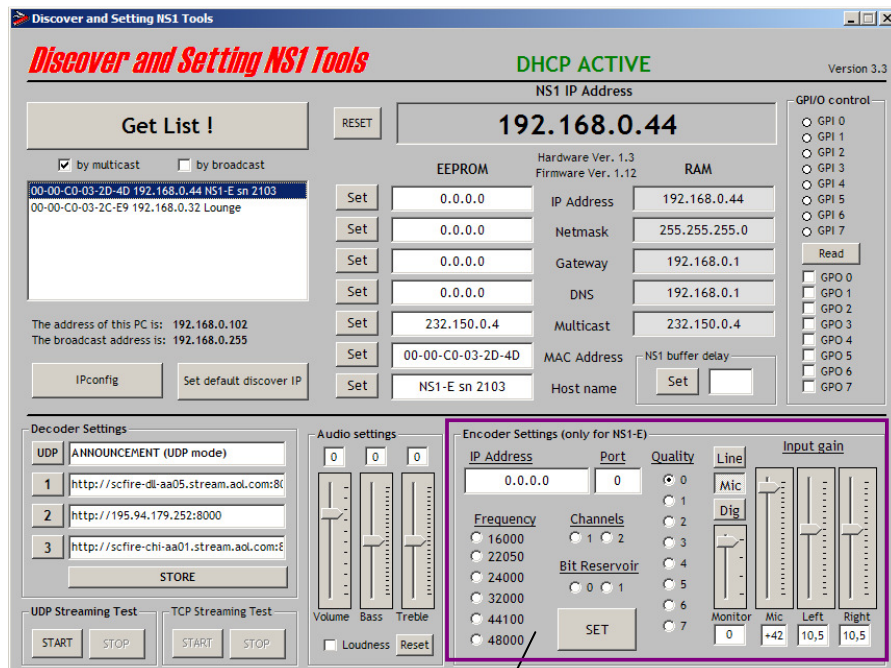 Discover and Setting NS1 Tools
Discover and Setting NS1 Tools
DHCP ACTIVE
Version 3.3
NS1 IP Address
Get List !
RESET
192.168.0.44
by multicast
by broadcast
00-00-C0-03-2D-4D 192.168.0.44 NS1-E sn 2103
00-00-C0-03-2C-E9 192.168.0.32 Lounge
The address of this PC is: 192.168.0.102
The broadcast address is: 192.168.0.255
IPconfig
Set default discover IP
EEPROM
Hardware Ver. 1.3
Firmware Ver. 1.12
RAM
Set 0.0.0.0 IP Address 192.168.0.44
Set 0.0.0.0 Netmask 255.255.255.0
Set 0.0.0.0 Gateway 192.168.0.1
Set 0.0.0.0 DNS 192.168.0.1
Set 232.150.0.4 Multicast 232.150.0.4
Set 00-00-C0-03-2D-4D MAC Address
Set NS1-E sn 2103 Host name
NS1 buffer delay
Set
GPI/O control
GPI 0
GPI 1
GPI 2
GPI 3
GPI 4
GPI 5
GPI 6
GPI 7
Read
GPO 0
GPO 1
GPO 2
GPO 3
GPO 4
GPO 5
GPO 6
GPO 7
Decoder Settings
UDP ANNOUNCEMENT (UDP mode)
1 http://scfire-dll-aa05.stream.aol.com:80
2 http://195.94.179.252:8000
3 http://scfire-chi-aa01.stream.aol.com:8
STORE
UDP Streaming Test
START STOP
TCP Streaming Test
START STOP
Audio settings
0 0 0
Volume Bass Treble
Loudness Reset
Encoder Settings (only for NS1-E)
IP Address Port
0.0.0.0 0
Frequency
16000
22050
24000
32000
44100
48000
Channels
1 2
Bit Reservoir
0 1
SET
Quality
0
1
2
3
4
5
6
7
Line
Mic
Dig
Input gain
Monitor Mic Left Right
0 +42 10,5 10,5